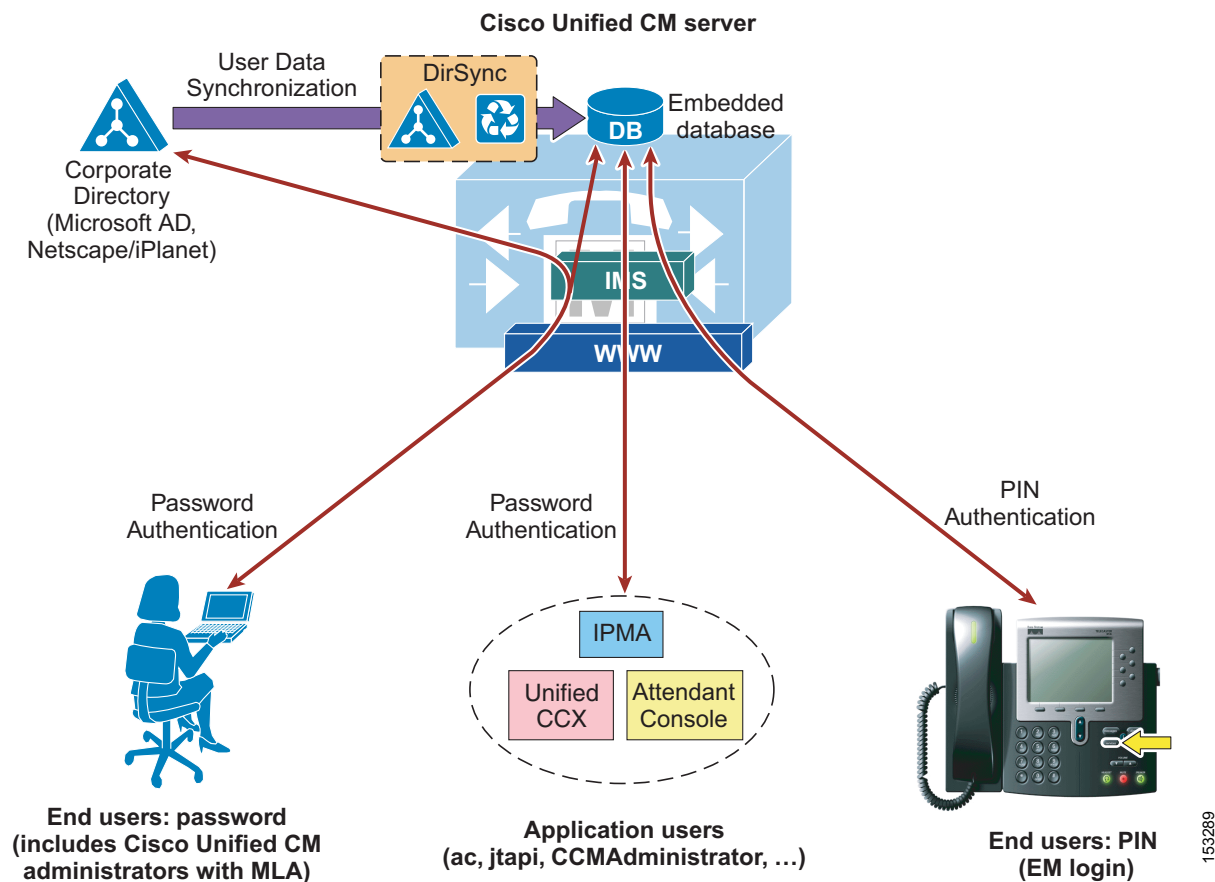 Cisco Unified CM server
User Data
Synchronization
DirSync
DB
Embedded
database
Corporate
Directory
(Microsoft AD,
Netscape/iPlanet)
IMS
WWW
Password
Authentication
Password
Authentication
PIN
Authentication
IPMA
Unified
CCX
Attendant
Console
End users: password
(includes Cisco Unified CM
administrators with MLA)
Application users
(ac, jtapi, CCMAdministrator, …)
End users: PIN
(EM login)
153289